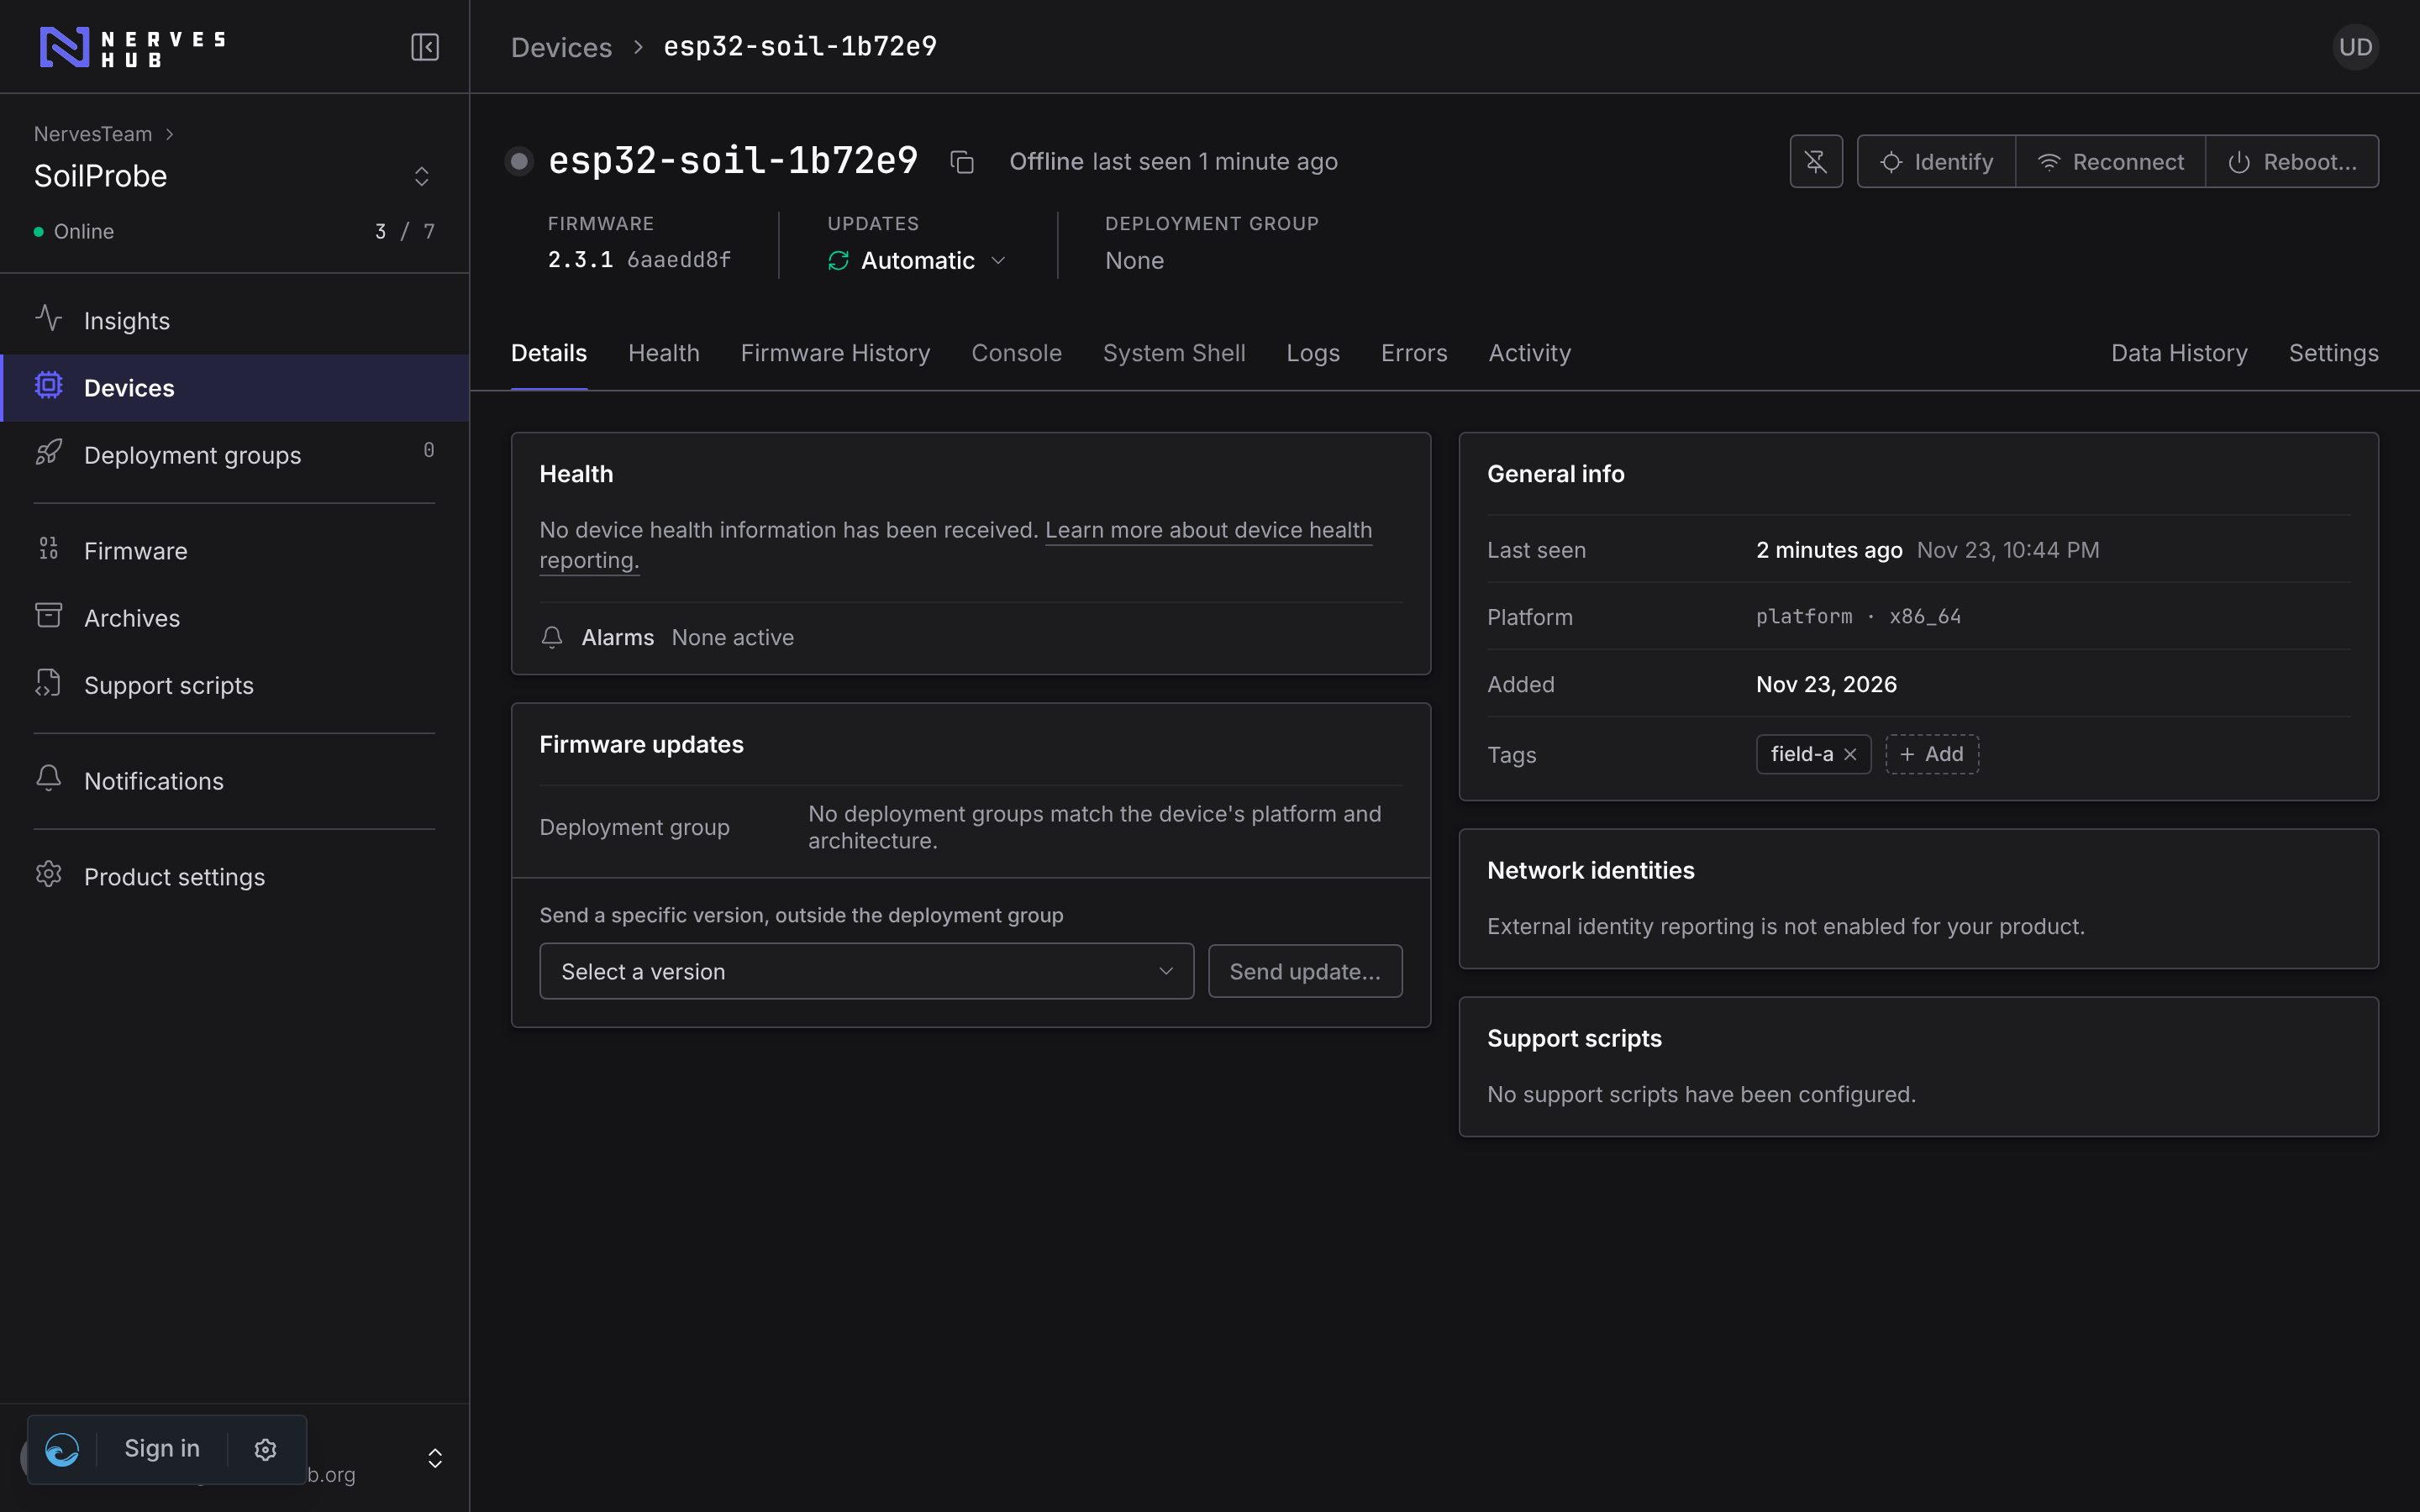 NERVES
HUB
Devices > esp32-soil-1b72e9
UD
NervesTeam >
SoilProbe
Online 3 / 7
Insights
Devices
Deployment groups 0
Firmware
Archives
Support scripts
Notifications
Product settings
Sign in
b.org
esp32-soil-1b72e9 Offline last seen 1 minute ago
Identify Reconnect Reboot...
FIRMWARE UPDATES DEPLOYMENT GROUP
2.3.1 6aaedd8f Automatic None
Details Health Firmware History Console System Shell Logs Errors Activity Data History Settings
Health
No device health information has been received. Learn more about device health
reporting.
Alarms None active
Firmware updates
Deployment group No deployment groups match the device's platform and
architecture.
Send a specific version, outside the deployment group
Select a version Send update...
General info
Last seen 2 minutes ago Nov 23, 10:44 PM
Platform platform · x86_64
Added Nov 23, 2026
Tags field-a × + Add
Network identities
External identity reporting is not enabled for your product.
Support scripts
No support scripts have been configured.